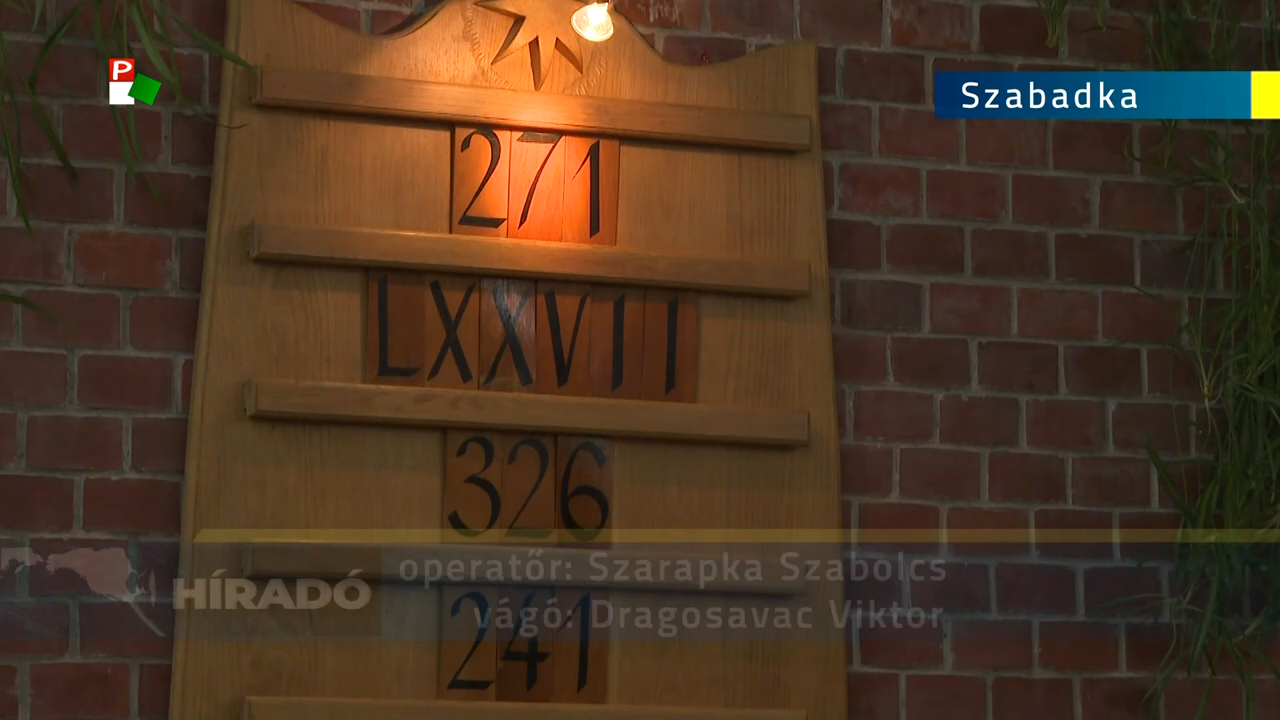 P
Szabadka
271
LXXVII
326
operatőr: Szarapka Szabolcs
HÍRADÓ
vágó: Dragosavac Viktor
241